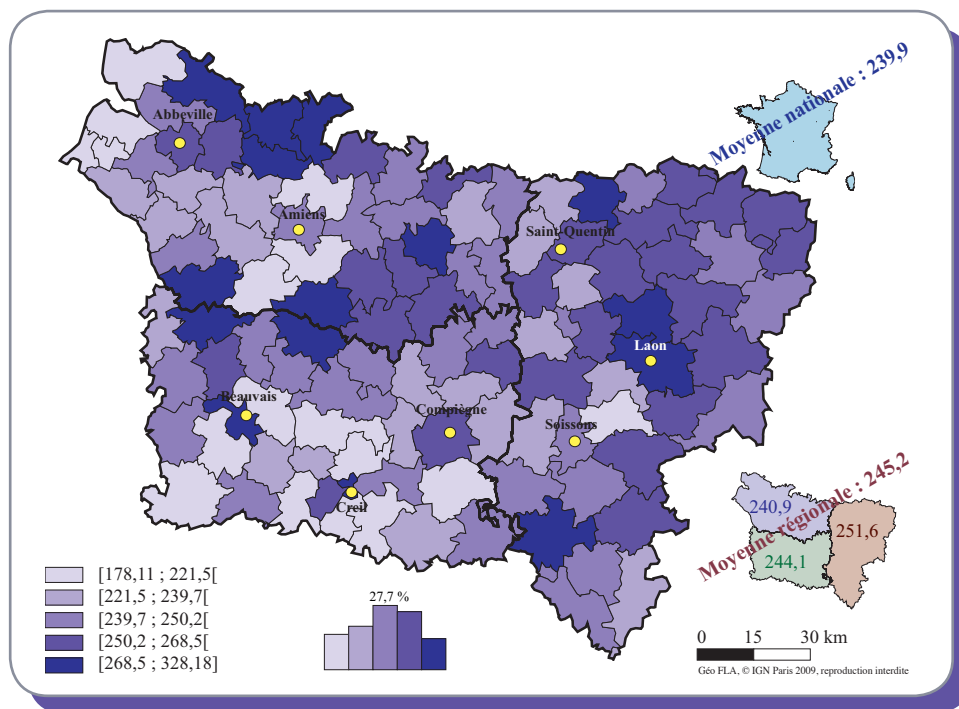 Moyenne nationale : 239,9
Abbeville
Amiens
Saint-Quentin
Laon
Beauvais
Compiègne
Soissons
Creil
Moyenne régionale : 245,2
240,9
251,6
244,1
[178,11 ; 221,5[
[221,5 ; 239,7[
[239,7 ; 250,2[
[250,2 ; 268,5[
[268,5 ; 328,18]
27,7 %
0 15 30 km
Géo FLA, © IGN Paris 2009, reproduction interdite